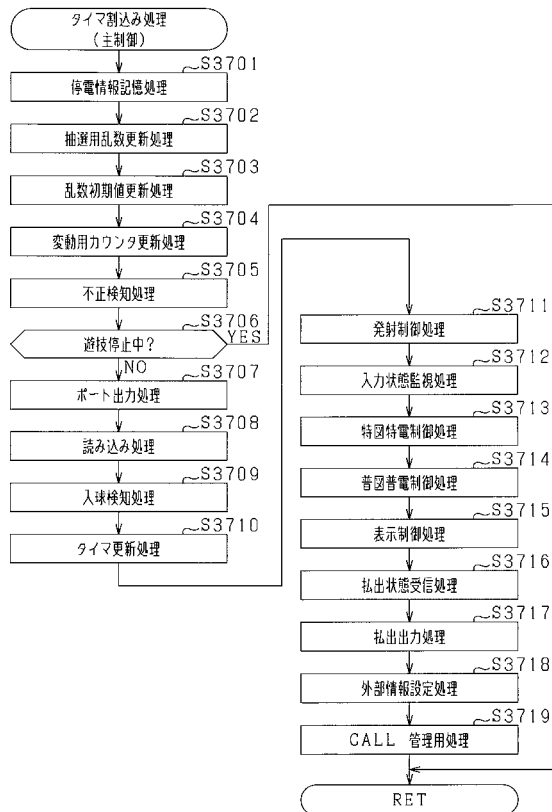 タイマ割込み処理
(主制御)
S3701
停電情報記憶処理
S3702
抽選用乱数更新処理
S3703
乱数初期値更新処理
S3704
変動用カウンタ更新処理
S3705
不正検知処理
S3706
遊技停止中?
YES
NO
S3707
ポート出力処理
S3708
読み込み処理
S3709
入球検知処理
S3710
タイマ更新処理
S3711
発射制御処理
S3712
入力状態監視処理
S3713
特図特電制御処理
S3714
普図普電制御処理
S3715
表示制御処理
S3716
払出状態受信処理
S3717
払出出力処理
S3718
外部情報設定処理
S3719
CALL 管理用処理
RET